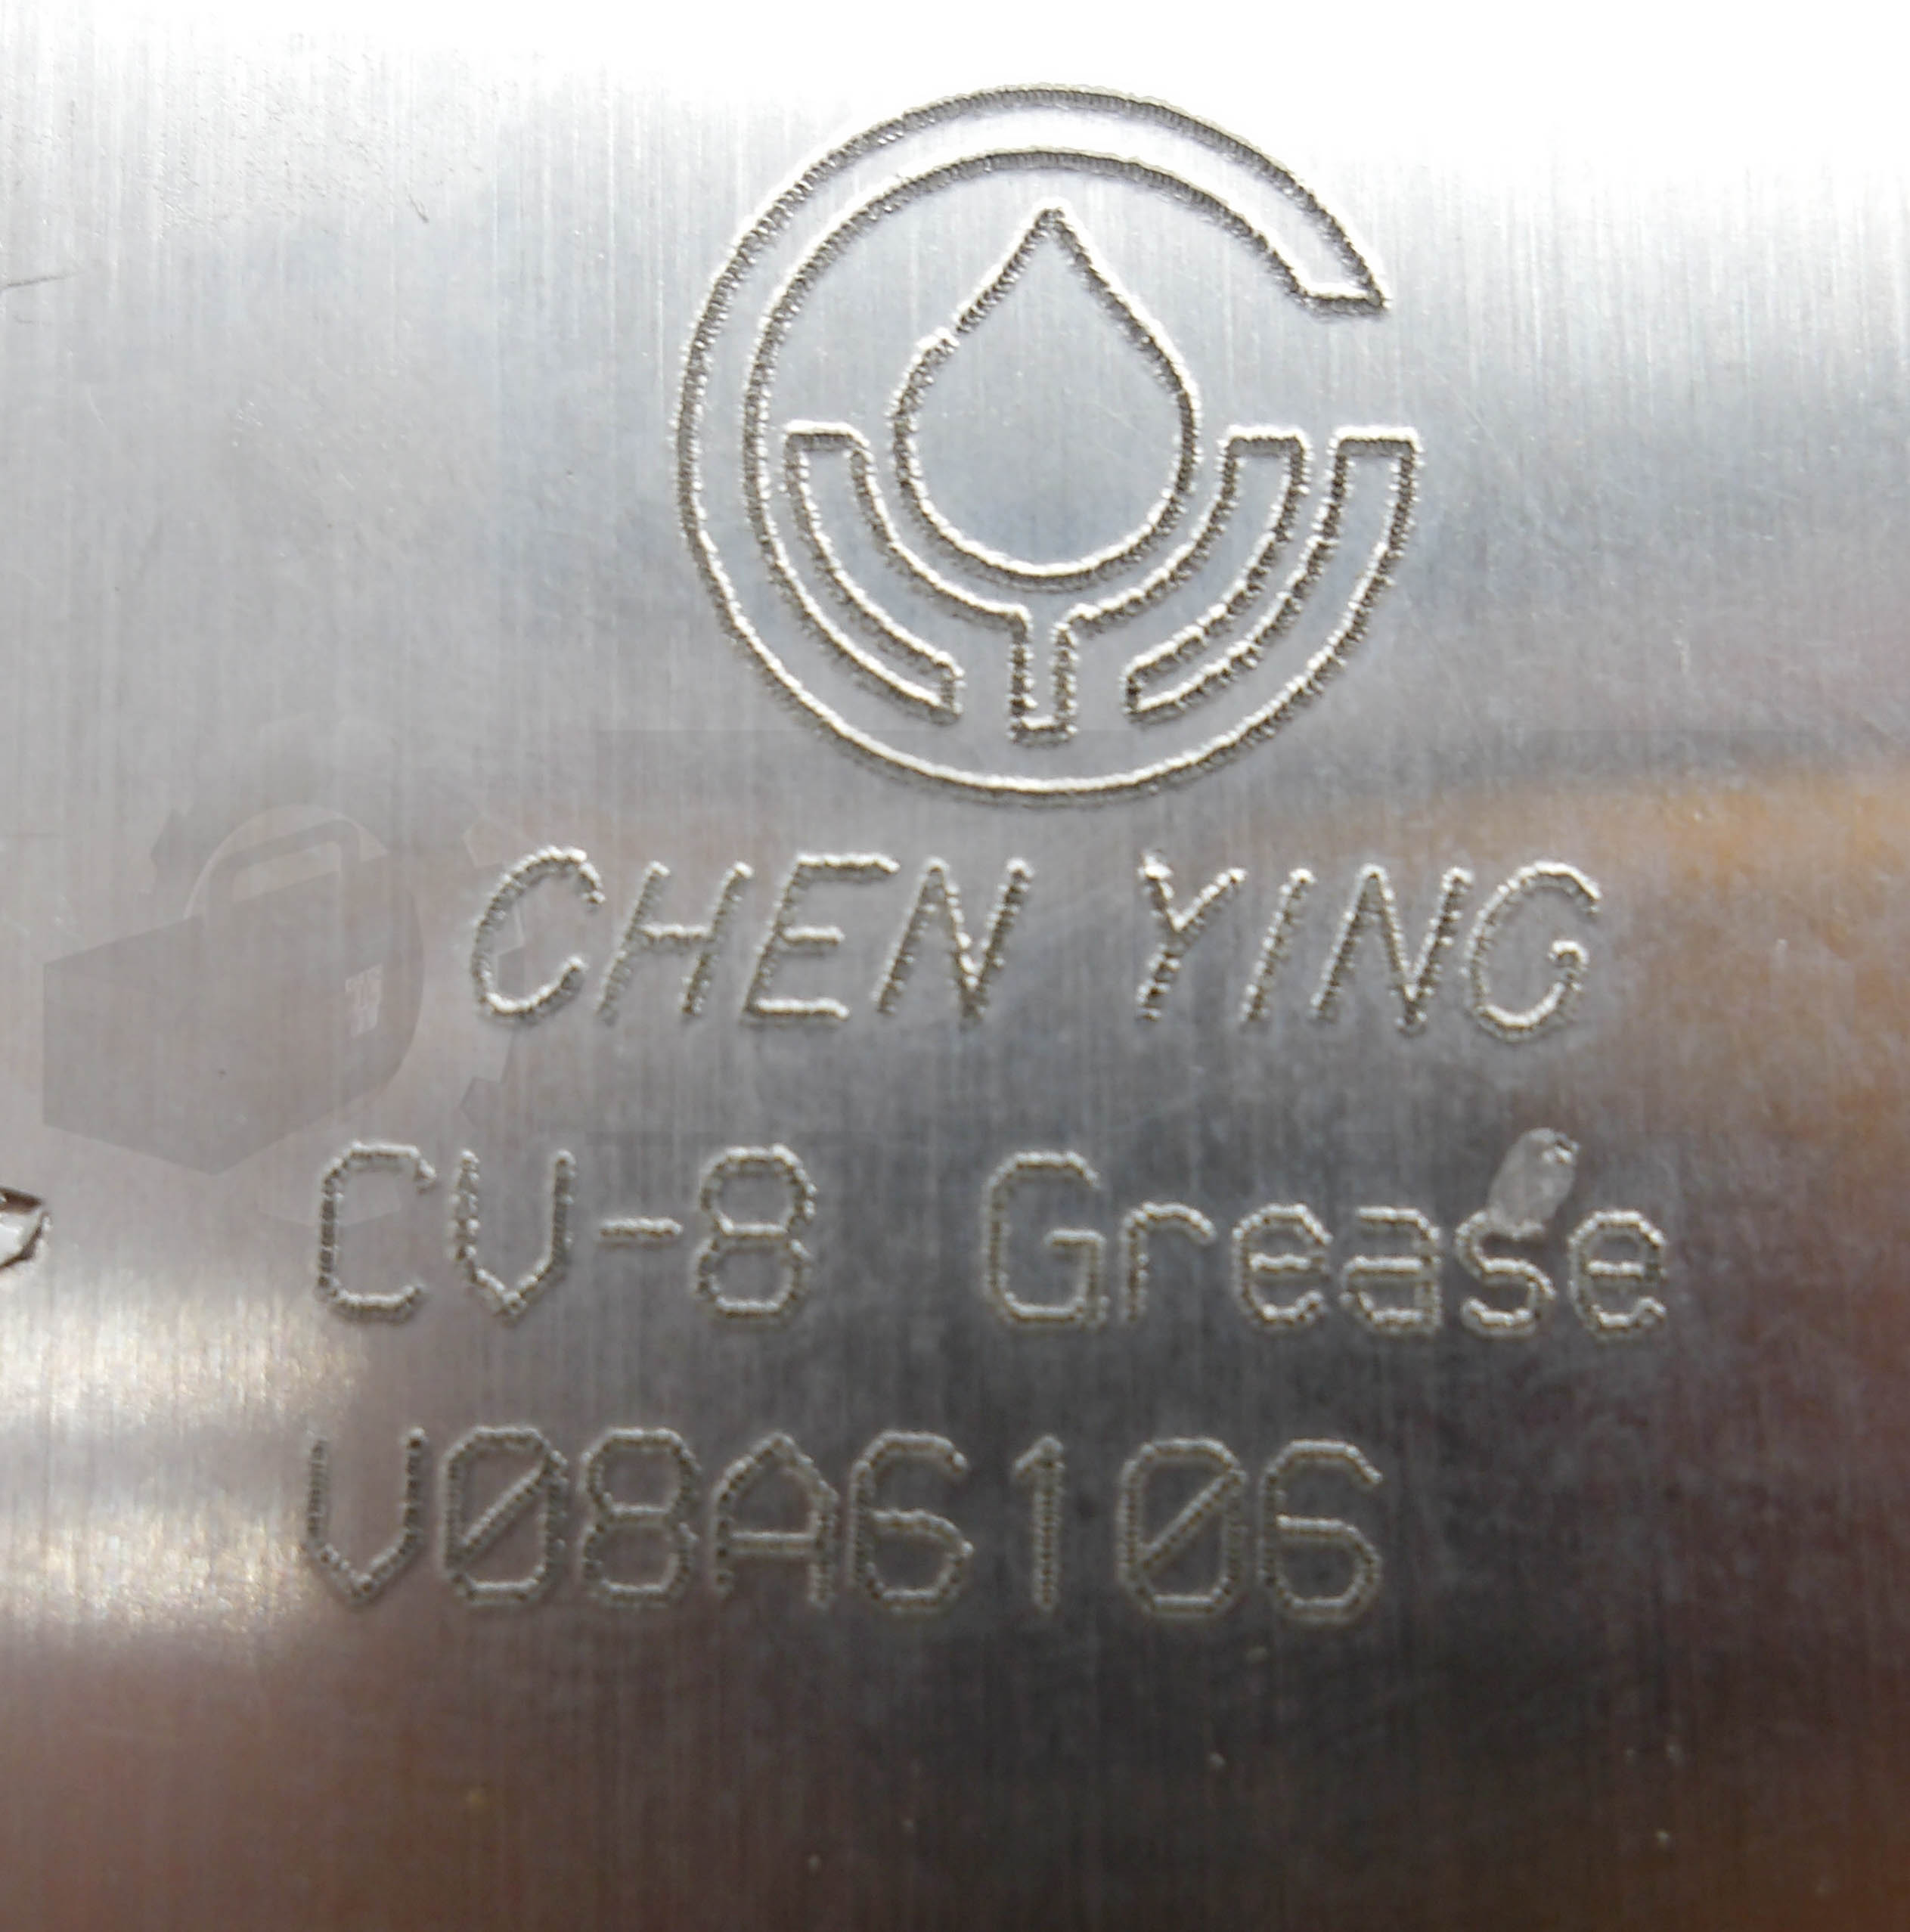 CHEN YING
CV-8 Grease
V08A6106